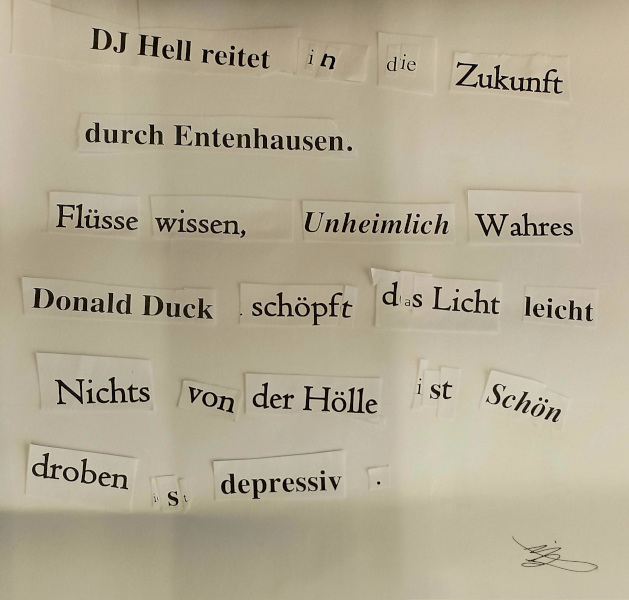 DJ Hell reitet in die Zukunft
durch Entenhausen.
Flüsse wissen, Unheimlich Wahres
Donald Duck schöpft das Licht leicht
Nichts von der Hölle ist Schön
droben ist depressiv .